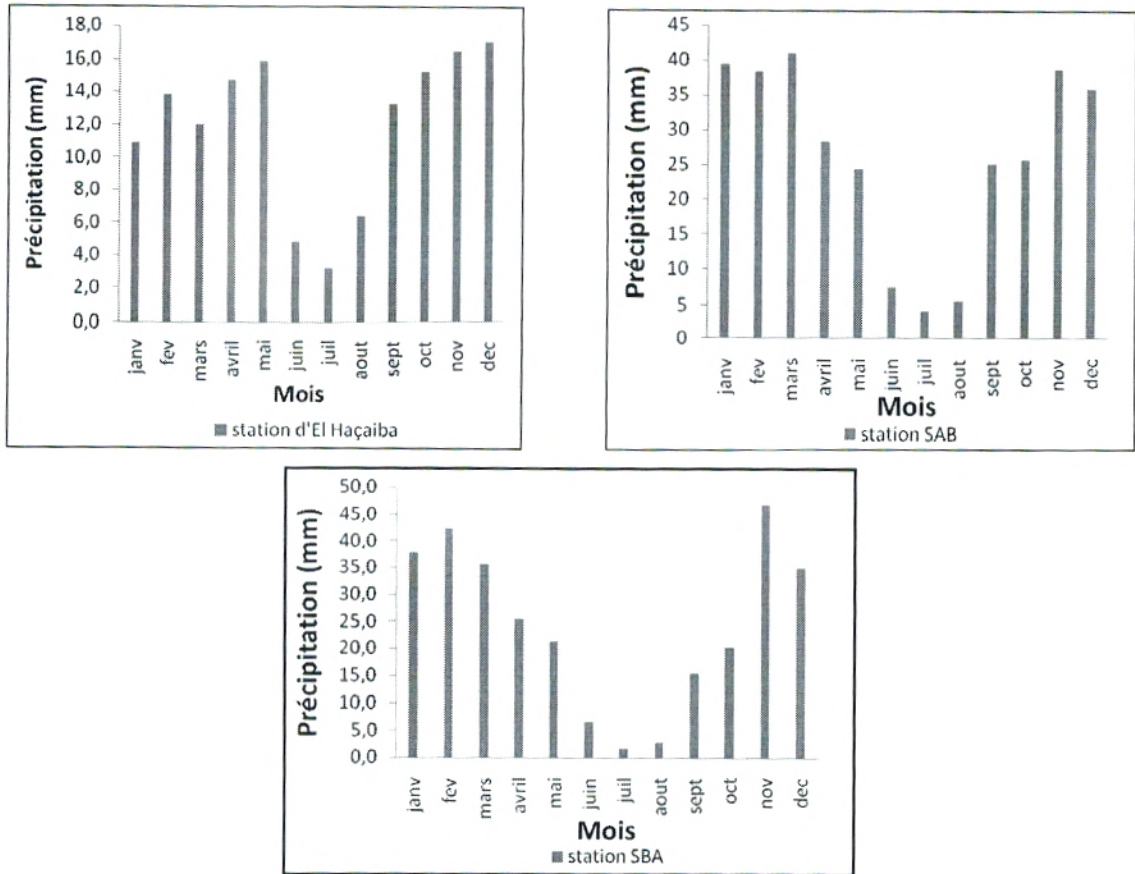 Précipitation (mm)
18,0
16,0
14,0
12,0
10,0
8,0
6,0
4,0
2,0
0,0
janv
fev
mars
avril
mai
juin
juil
aout
sept
oct
nov
dec
Mois
station d'El Haçaiba
Précipitation (mm)
45
40
35
30
25
20
15
10
5
0
janv
fev
mars
avril
mai
juin
juil
aout
sept
oct
nov
dec
Mois
station SAB
Précipitation (mm)
50,0
45,0
40,0
35,0
30,0
25,0
20,0
15,0
10,0
5,0
0,0
janv
fev
mars
avril
mai
juin
juil
aout
sept
oct
nov
dec
Mois
station SBA